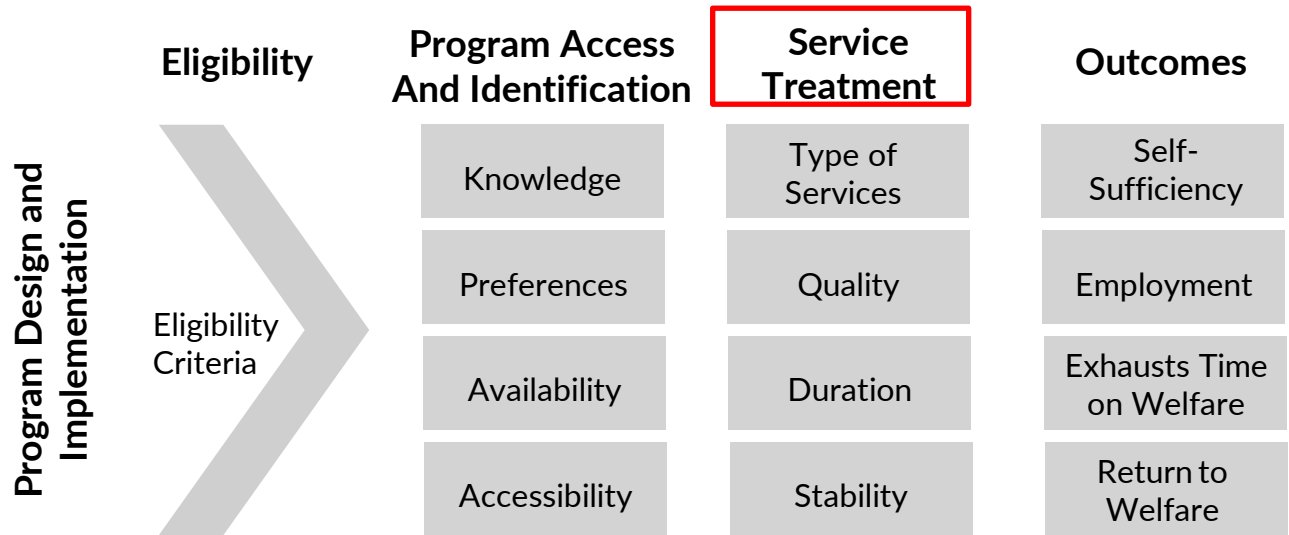 Eligibility
Program Access
And Identification
Service
Treatment
Outcomes
Program Design and
Implementation
Eligibility
Criteria
Knowledge
Preferences
Availability
Accessibility
Type of
Services
Quality
Duration
Stability
Self-
Sufficiency
Employment
Exhausts Time
on Welfare
Return to
Welfare